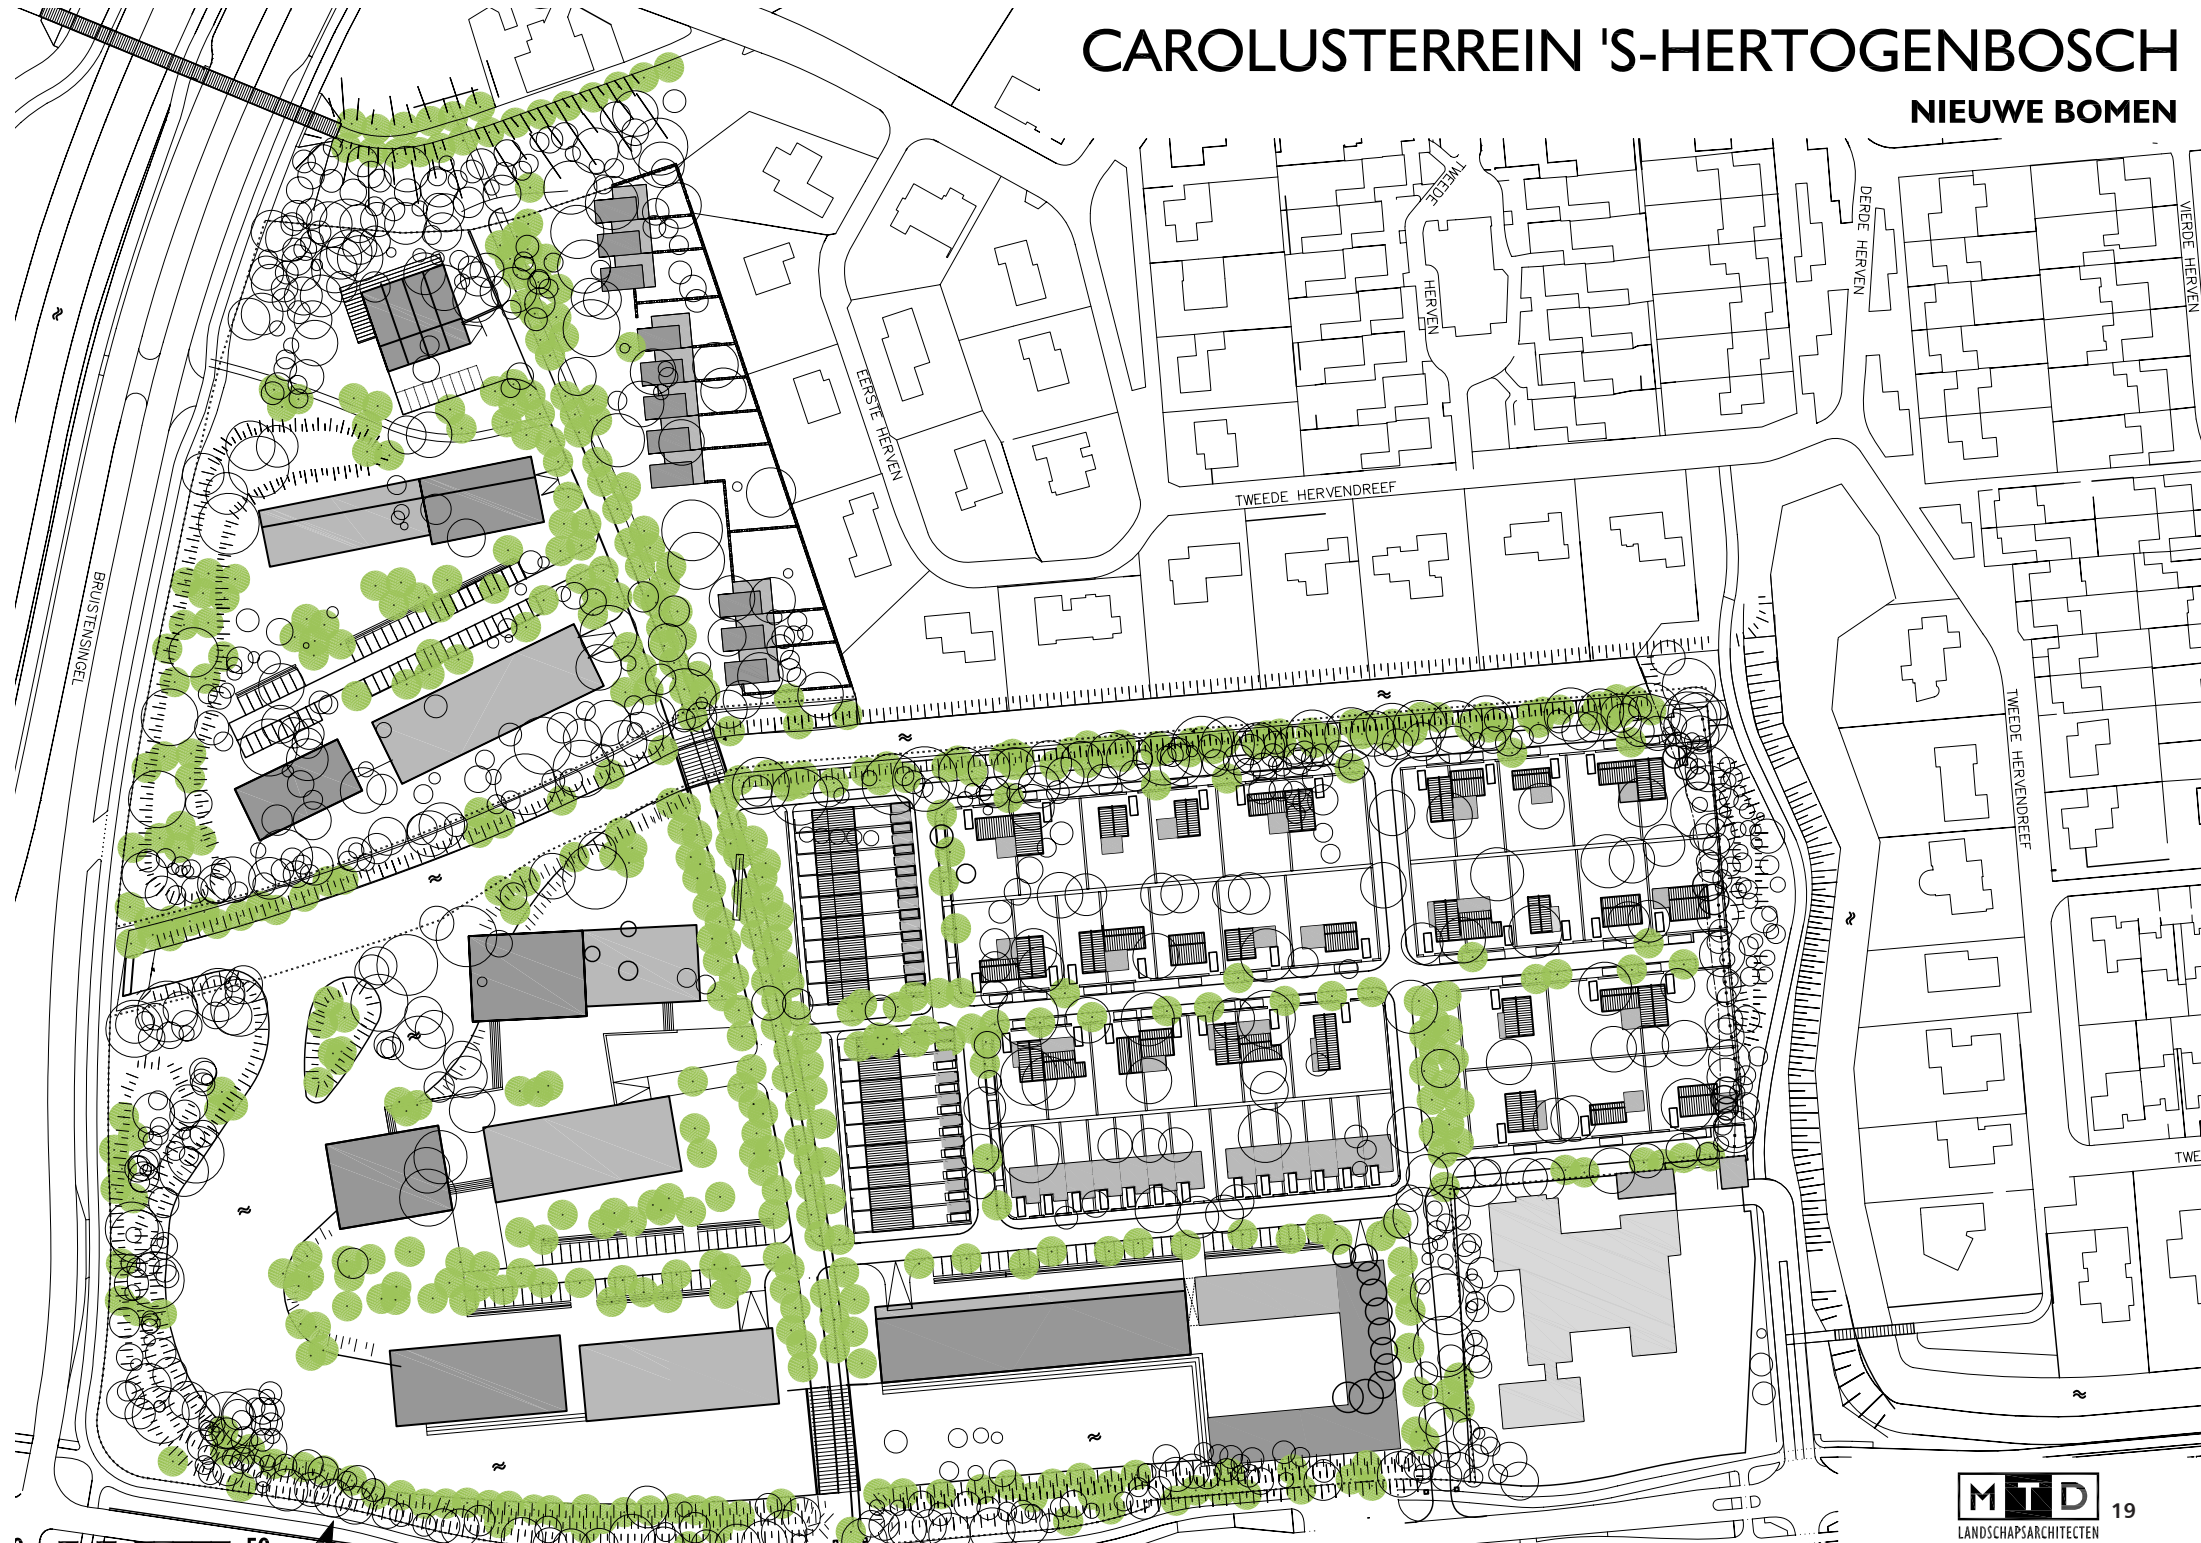 CAROLUSTERREIN 'S-HERTOGENBOSCH
NIEUWE BOMEN
TWEEDE
HERVEN
DERDE HERVEN
VIERDE HERVEN
EERSTE HERVEN
TWEEDE HERVENDREEF
BRUISTENSINGEL
TWEEDE HERVENDREEF
TWE
MTD
LANDSCHAPSARCHITECTEN
19